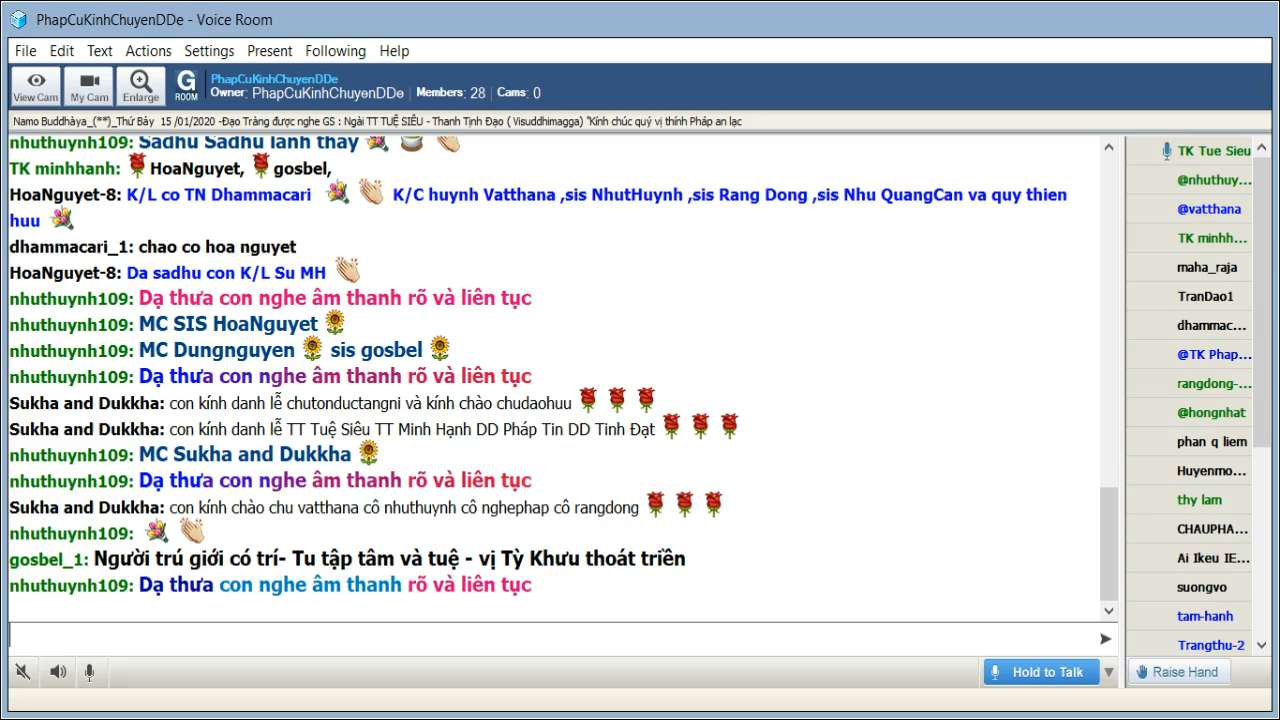 PhapCuKinhChuyenDDe - Voice Room
File Edit Text Actions Settings Present Following Help
View Cam My Cam Enlarge G ROOM
PhapCuKinhChuyenDDe
Owner: PhapCuKinhChuyenDDe Members: 28 Cams: 0
Namo Buddhàya_(**)_Thứ Bảy 15 /01/2020 -Đạo Tràng được nghe GS : Ngài TT TUỆ SIÊU - Thanh Tịnh Đạo ( Visuddhimagga) "Kính chúc quý vị thính Pháp an lạc
nhuthuynh109: Sadhu Sadhu lành thay
TK minhhanh: HoaNguyet, gosbel,
HoaNguyet-8: K/L co TN Dhammacari K/C huynh Vatthana ,sis NhutHuynh ,sis Rang Dong ,sis Nhu QuangCan va quy thien
huu
dhammacari_1: chao co hoa nguyet
HoaNguyet-8: Da sadhu con K/L Su MH
nhuthuynh109: Dạ thưa con nghe âm thanh rõ và liên tục
nhuthuynh109: MC SIS HoaNguyet
nhuthuynh109: MC Dungnguyen sis gosbel
nhuthuynh109: Dạ thưa con nghe âm thanh rõ và liên tục
Sukha and Dukkha: con kính danh lễ chutonductangni và kính chào chudaohuu
Sukha and Dukkha: con kính danh lễ TT Tuệ Siêu TT Minh Hạnh DD Pháp Tin DD Tinh Đạt
nhuthuynh109: MC Sukha and Dukkha
nhuthuynh109: Dạ thưa con nghe âm thanh rõ và liên tục
Sukha and Dukkha: con kính chào chu vatthana cô nhuthuynh cô nghephap cô rangdong
nhuthuynh109:
gosbel_1: Người trú giới có trí- Tu tập tâm và tuệ - vị Tỳ Khưu thoát triền
nhuthuynh109: Dạ thưa con nghe âm thanh rõ và liên tục
TK Tue Sieu
@nhuthuy...
@vatthana
TK minhh...
maha_raja
TranDao1
dhammac...
@TK Phap...
rangdong-...
@hongnhat
phan q liem
Huyenmo...
thy lam
CHAUPHA...
Ai Ikeu IE...
suongvo
tam-hanh
Trangthu-2
Hold to Talk
Raise Hand